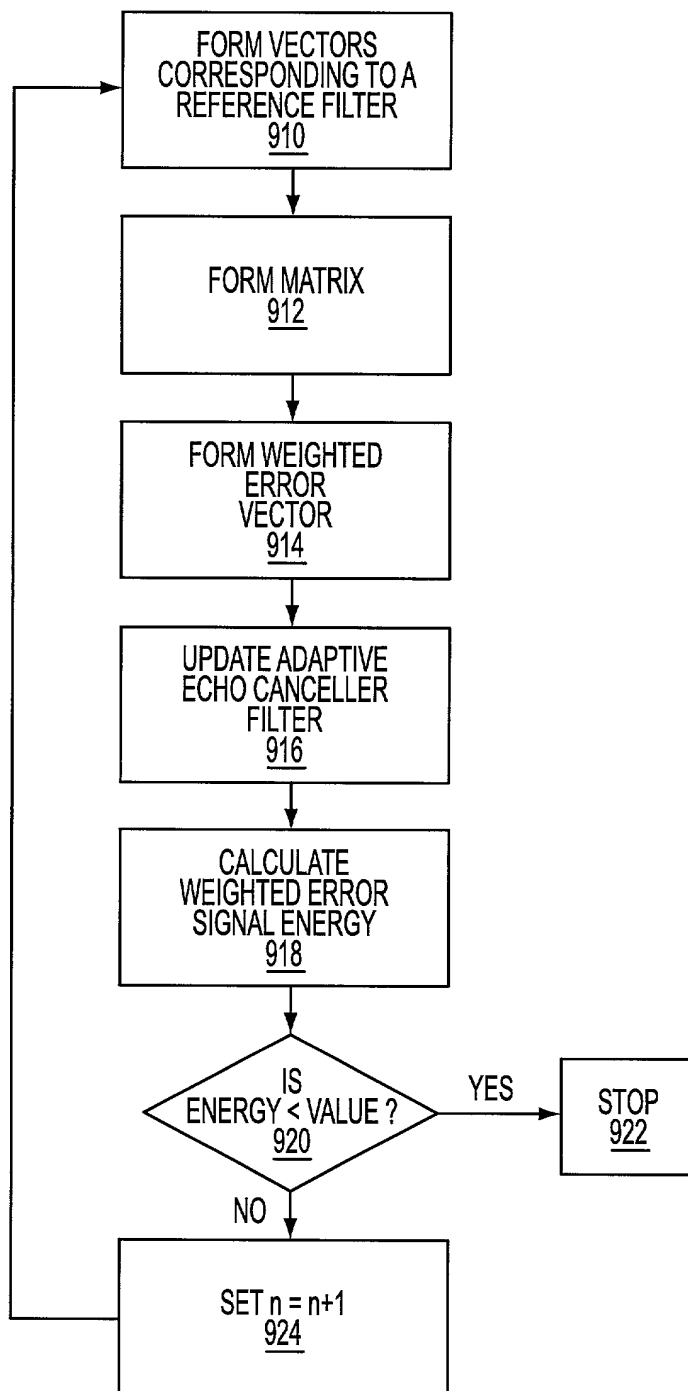 FORM VECTORS
CORRESPONDING TO A
REFERENCE FILTER
910
FORM MATRIX
912
FORM WEIGHTED
ERROR
VECTOR
914
UPDATE ADAPTIVE
ECHO CANCELLER
FILTER
916
CALCULATE
WEIGHTED ERROR
SIGNAL ENERGY
918
IS
ENERGY < VALUE ?
920
YES
STOP
922
NO
SET n = n+1
924